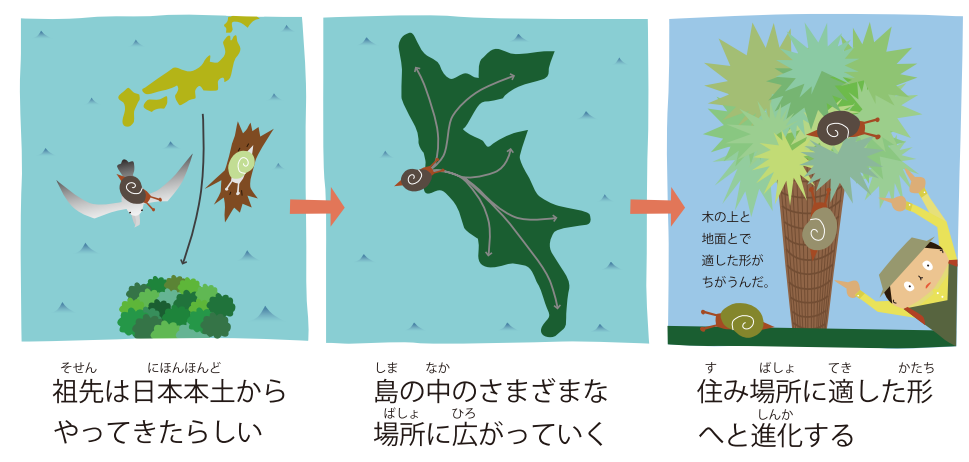 木の上と
地面とで
適した形が
ちがうんだ。
そせん にほんほんど
祖先は日本本土から
やってきたらしい
しま なか
島の中のさまざまな
ばしょ ひろ
場所に広がっていく
す ばしょ てき かたち
住み場所に適した形
しんか
へと進化する